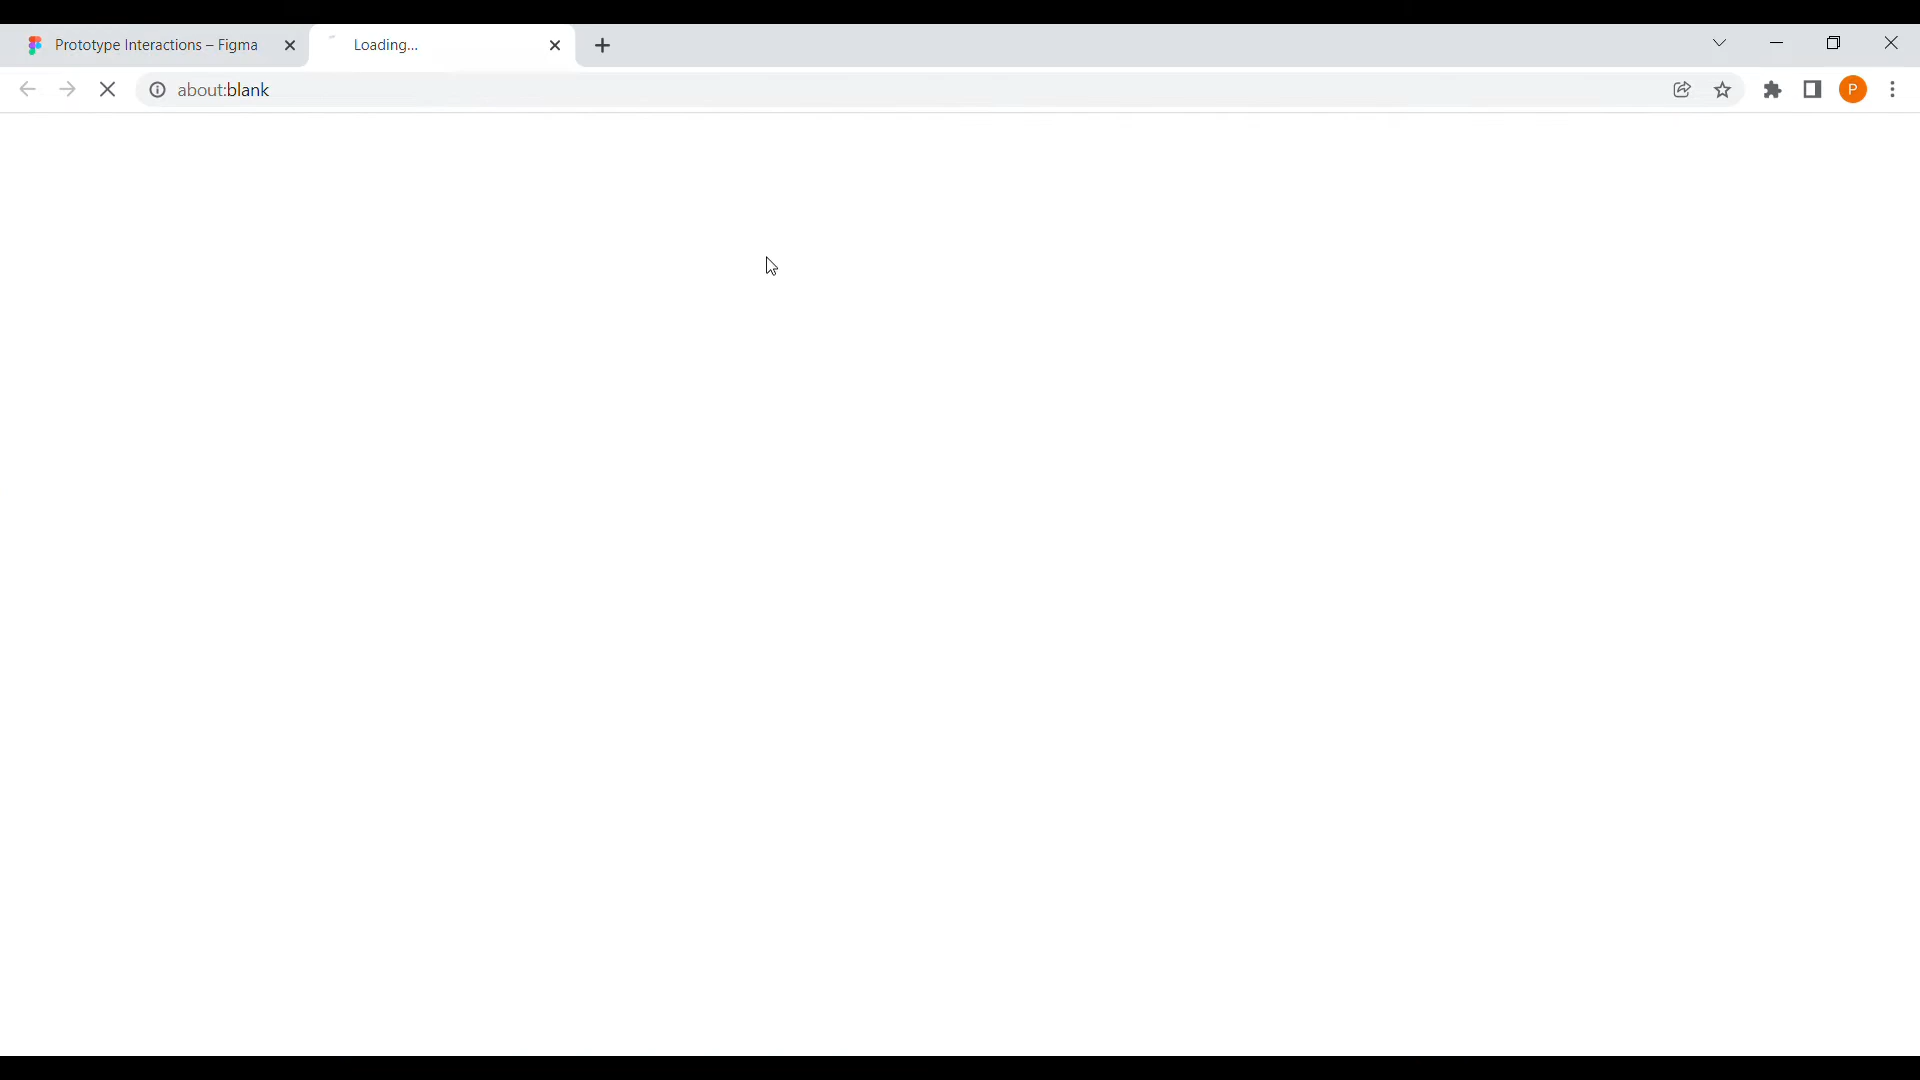 Prototype Interactions – Figma
Loading...
about:blank
P